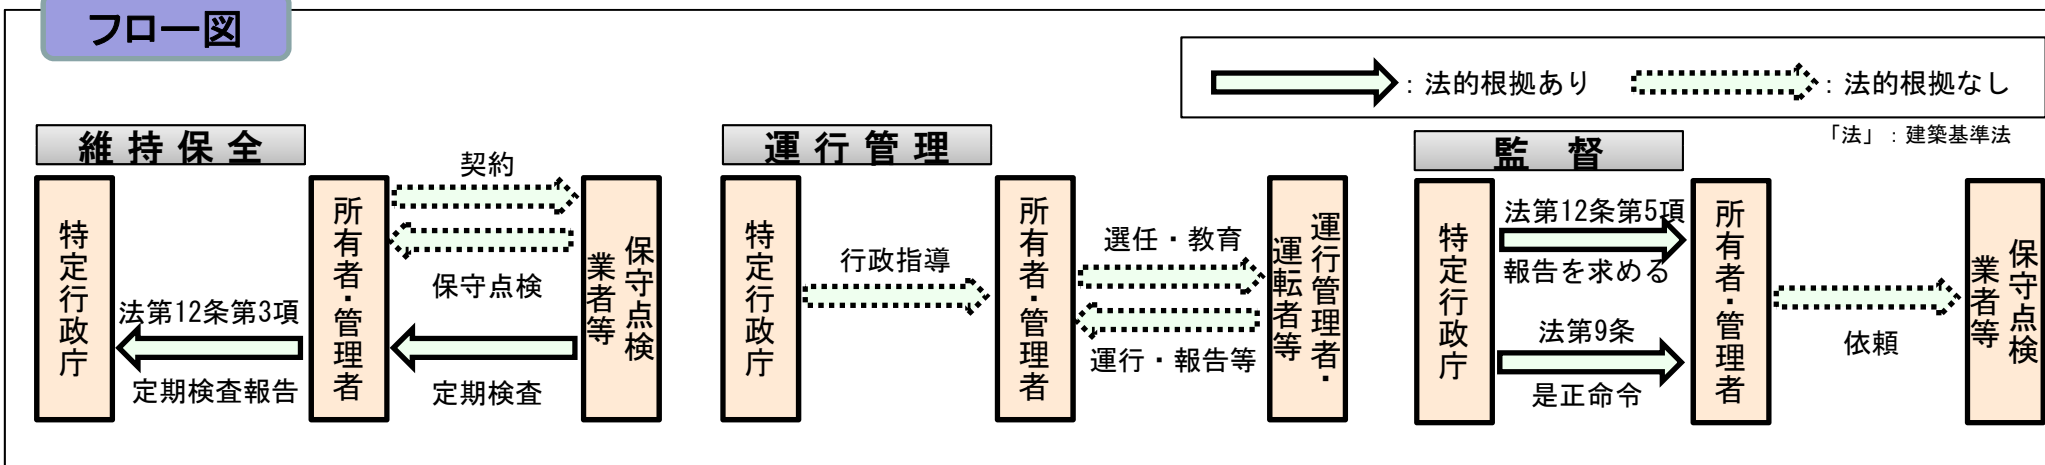 フロー図
：法的根拠あり
：法的根拠なし
「法」：建築基準法
維持保全
特定行政庁
法第12条第3項
定期検査報告
所有者・管理者
契約
保守点検
定期検査
保守点検
業者等
運行管理
特定行政庁
行政指導
所有者・管理者
選任・教育
運行・報告等
運行管理者・
運転者等
監督
特定行政庁
法第12条第5項
報告を求める
法第9条
是正命令
所有者・管理者
依頼
保守点検
業者等